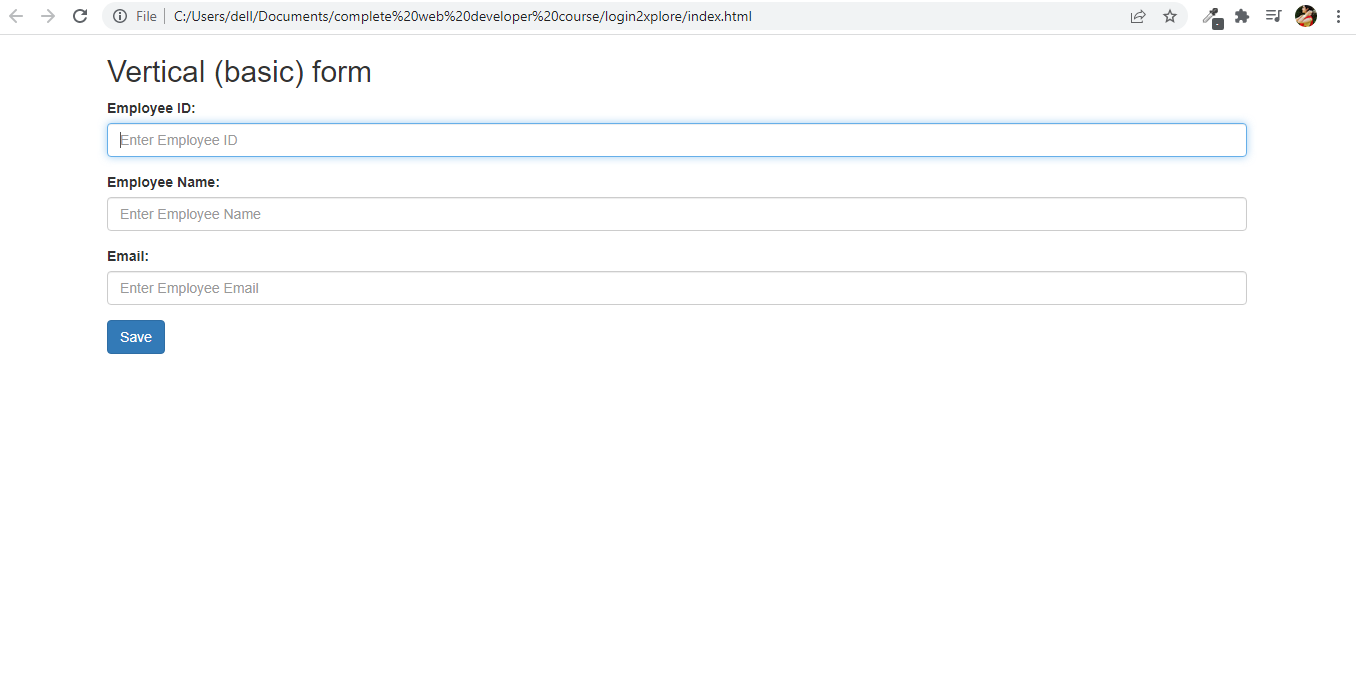 File C:/Users/dell/Documents/complete%20web%20developer%20course/login2xplore/index.html
Vertical (basic) form
Employee ID:
Enter Employee ID
Employee Name:
Enter Employee Name
Email:
Enter Employee Email
Save